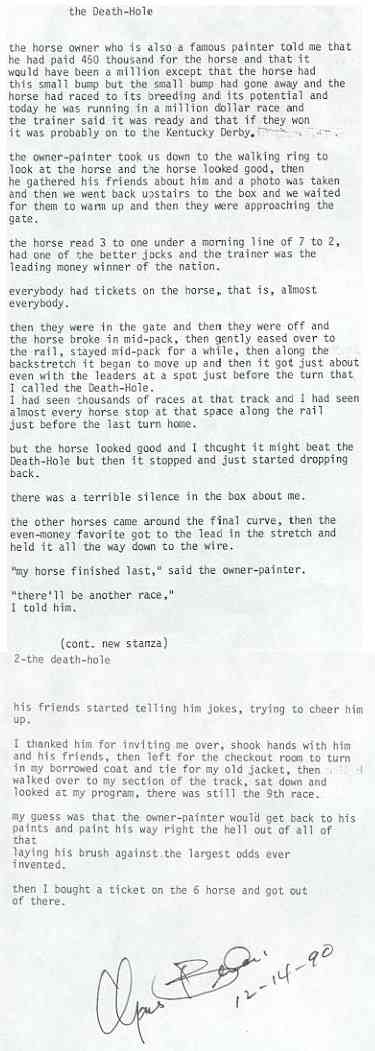 the Death-Hole
the horse owner who is also a famous painter told me that
he had paid 450 thousand for the horse and that it
would have been a million except that the horse had
this small bump but the small bump had gone away and the
horse had raced to its breeding and its potential and
today he was running in a million dollar race and
the trainer said it was ready and that if they won
it was probably on to the Kentucky Derby.
the owner-painter took us down to the walking ring to
look at the horse and the horse looked good, then
he gathered his friends about him and a photo was taken
and then we went back upstairs to the box and we waited
for them to warm up and then they were approaching the
gate.
the horse read 3 to one under a morning line of 7 to 2,
had one of the better jocks and the trainer was the
leading money winner of the nation.
everybody had tickets on the horse, that is, almost
everybody.
then they were in the gate and then they were off and
the horse broke in mid-pack, then gently eased over to
the rail, stayed mid-pack for a while, then along the
backstretch it began to move up and then it got just about
even with the leaders at a spot just before the turn that
I called the Death-Hole.
I had seen thousands of races at that track and I had seen
almost every horse stop at that space along the rail
just before the last turn home.
but the horse looked good and I thought it might beat the
Death-Hole but then it stopped and just started dropping
back.
there was a terrible silence in the box about me.
the other horses came around the final curve, then the
even-money favorite got to the lead in the stretch and
held it all the way down to the wire.
"my horse finished last," said the owner-painter.
"there'll be another race,"
I told him.
(cont. new stanza)
2-the death-hole
his friends started telling him jokes, trying to cheer him
up.
I thanked him for inviting me over, shook hands with him
and his friends, then left for the checkout room to turn
in my borrowed coat and tie for my old jacket, then
walked over to my section of the track, sat down and
looked at my program, there was still the 9th race.
my guess was that the owner-painter would get back to his
paints and paint his way right the hell out of all of
that
laying his brush against the largest odds ever
invented.
then I bought a ticket on the 6 horse and got out
of there.
12-14-90